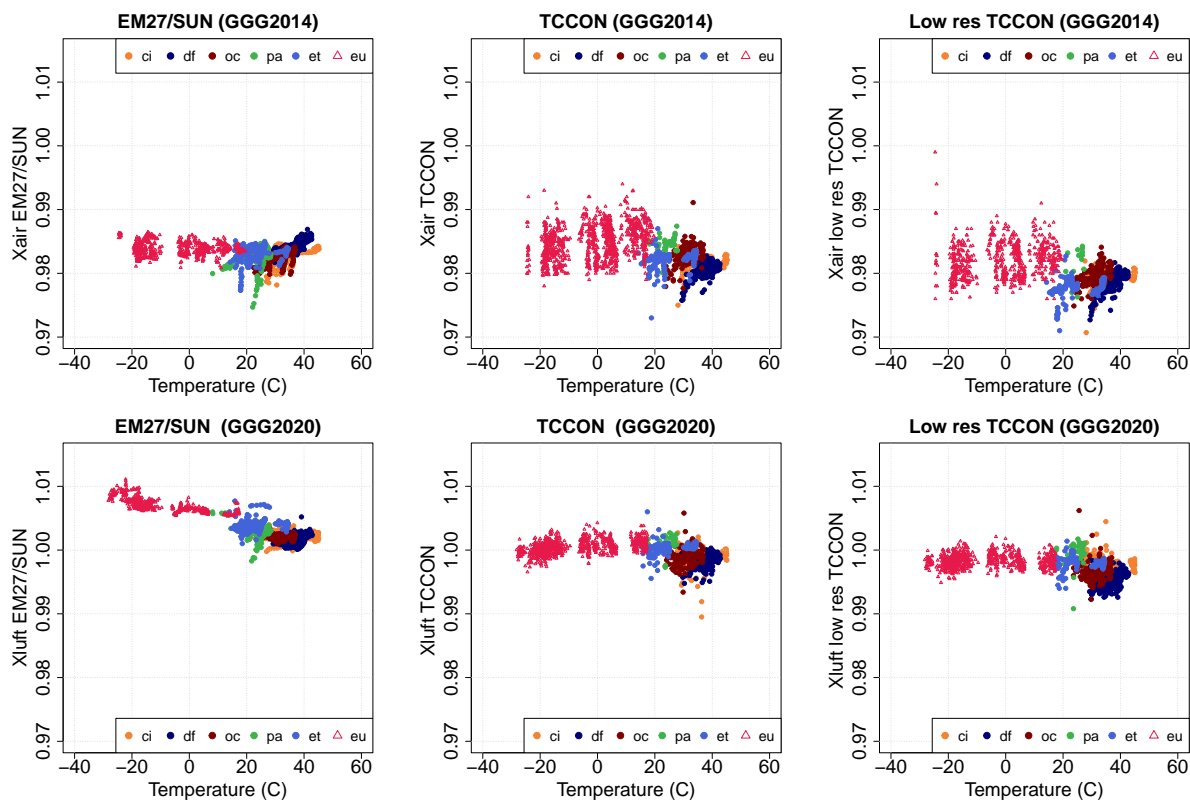 EM27/SUN (GGG2014)
ci df oc pa et eu
Xair EM27/SUN
0.97 0.98 0.99 1.00 1.01
−40 −20 0 20 40 60
Temperature (C)
TCCON (GGG2014)
ci df oc pa et eu
Xair TCCON
0.97 0.98 0.99 1.00 1.01
−40 −20 0 20 40 60
Temperature (C)
Low res TCCON (GGG2014)
ci df oc pa et eu
Xair low res TCCON
0.97 0.98 0.99 1.00 1.01
−40 −20 0 20 40 60
Temperature (C)
EM27/SUN (GGG2020)
Xluft EM27/SUN
0.97 0.98 0.99 1.00 1.01
ci df oc pa et eu
−40 −20 0 20 40 60
Temperature (C)
TCCON (GGG2020)
Xluft TCCON
0.97 0.98 0.99 1.00 1.01
ci df oc pa et eu
−40 −20 0 20 40 60
Temperature (C)
Low res TCCON (GGG2020)
Xluft low res TCCON
0.97 0.98 0.99 1.00 1.01
ci df oc pa et eu
−40 −20 0 20 40 60
Temperature (C)